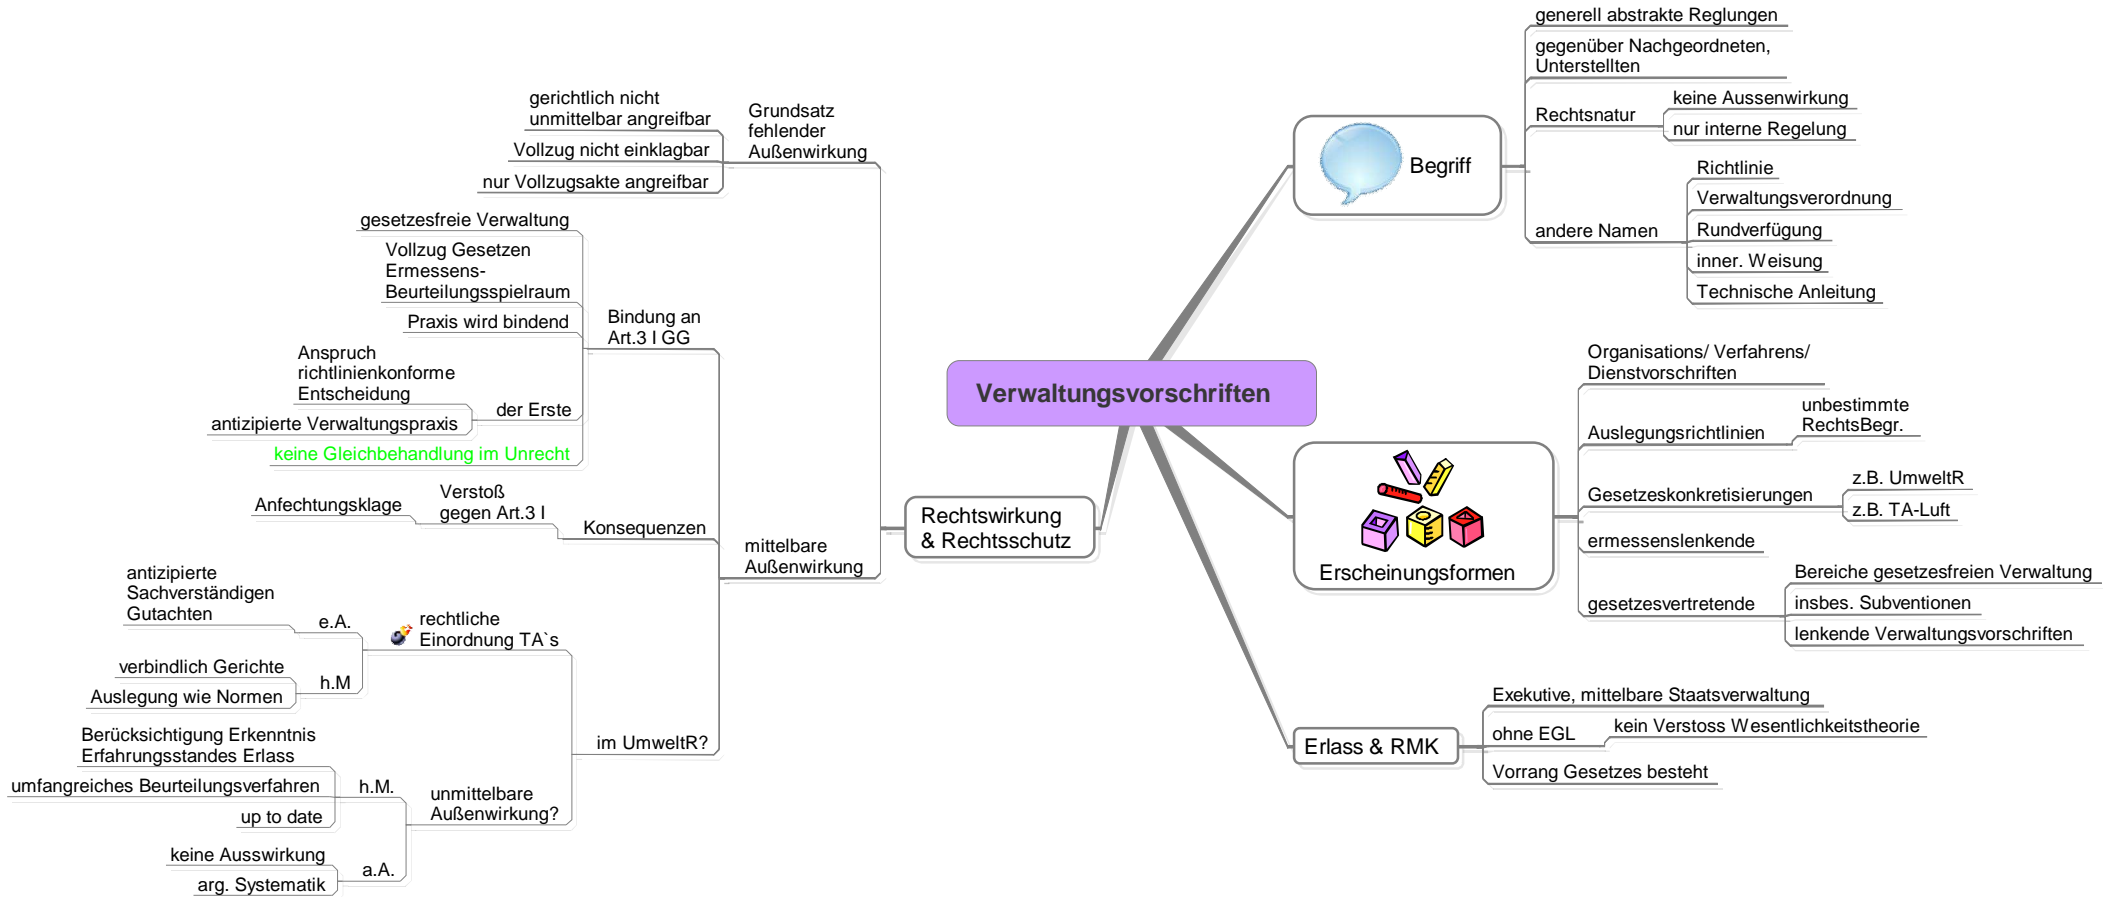 Verwaltungsvorschriften
Begriff
generell abstrakte Reglungen
gegenüber Nachgeordneten,
Unterstellten
Rechtsnatur
keine Aussenwirkung
nur interne Regelung
andere Namen
Richtlinie
Verwaltungsverordnung
Rundverfügung
inner. Weisung
Technische Anleitung
Erscheinungsformen
Organisations/ Verfahrens/
Dienstvorschriften
Auslegungsrichtlinien
unbestimmte
RechtsBegr.
Gesetzeskonkretisierungen
z.B. UmweltR
z.B. TA-Luft
ermessenslenkende
gesetzesvertretende
Bereiche gesetzesfreien Verwaltung
insbes. Subventionen
lenkende Verwaltungsvorschriften
Erlass & RMK
Exekutive, mittelbare Staatsverwaltung
ohne EGL
kein Verstoss Wesentlichkeitstheorie
Vorrang Gesetzes besteht
Rechtswirkung
& Rechtsschutz
Grundsatz
fehlender
Außenwirkung
gerichtlich nicht
unmittelbar angreifbar
Vollzug nicht einklagbar
nur Vollzugsakte angreifbar
mittelbare
Außenwirkung
Bindung an
Art.3 I GG
gesetzesfreie Verwaltung
Vollzug Gesetzen
Ermessens-
Beurteilungsspielraum
Praxis wird bindend
der Erste
Anspruch
richtlinienkonforme
Entscheidung
antizipierte Verwaltungspraxis
keine Gleichbehandlung im Unrecht
Konsequenzen
Verstoß
gegen Art.3 I
Anfechtungsklage
im UmweltR?
rechtliche
Einordnung TA`s
e.A.
antizipierte
Sachverständigen
Gutachten
h.M
verbindlich Gerichte
Auslegung wie Normen
unmittelbare
Außenwirkung?
h.M.
Berücksichtigung Erkenntnis
Erfahrungsstandes Erlass
umfangreiches Beurteilungsverfahren
up to date
a.A.
keine Ausswirkung
arg. Systematik